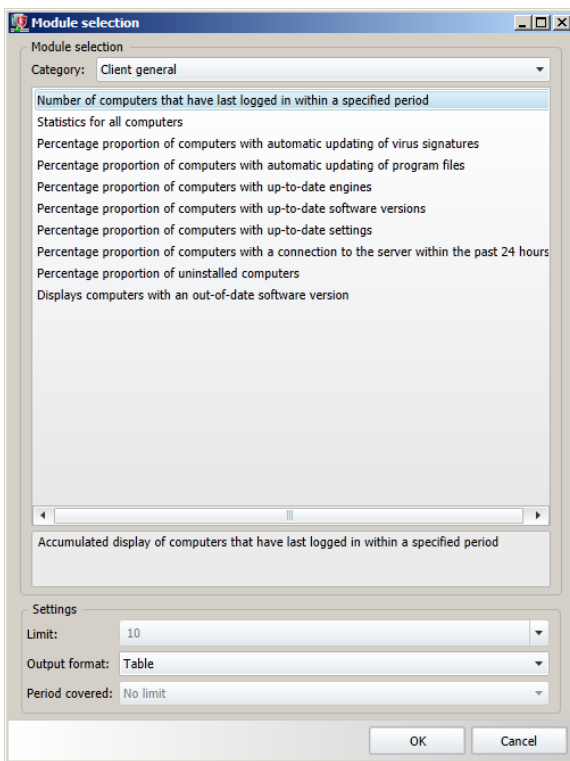 Module selection
Module selection
Category: Client general
Number of computers that have last logged in within a specified period
Statistics for all computers
Percentage proportion of computers with automatic updating of virus signatures
Percentage proportion of computers with automatic updating of program files
Percentage proportion of computers with up-to-date engines
Percentage proportion of computers with up-to-date software versions
Percentage proportion of computers with up-to-date settings
Percentage proportion of computers with a connection to the server within the past 24 hours
Percentage proportion of uninstalled computers
Displays computers with an out-of-date software version
Accumulated display of computers that have last logged in within a specified period
Settings
Limit: 10
Output format: Table
Period covered: No limit
OK Cancel